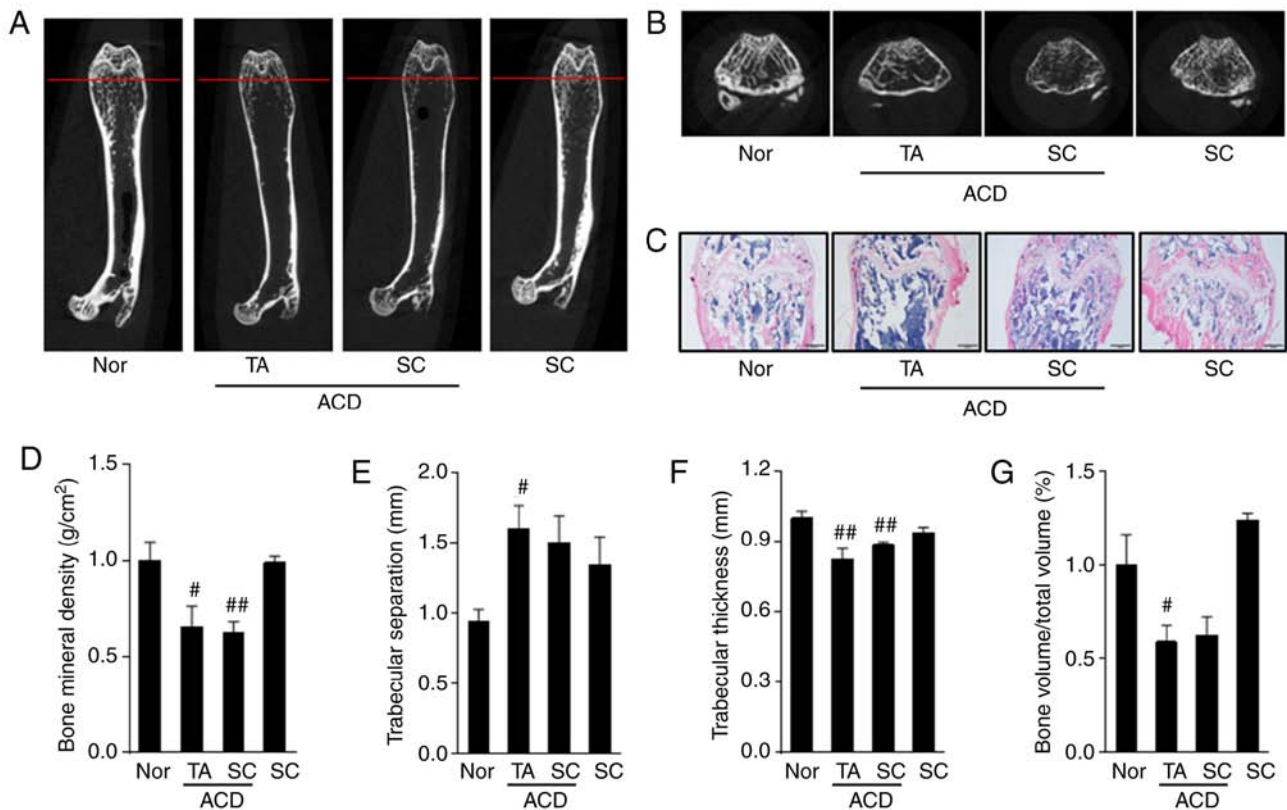 A
Nor TA SC SC
ACD
B
Nor TA SC SC
ACD
C
Nor TA SC SC
ACD
D
Bone mineral density (g/cm²)
1.5
1.0
0.5
0.0
# ##
Nor TA SC SC
ACD
E
Trabecular separation (mm)
2.0
1.5
1.0
0.5
0.0
#
Nor TA SC SC
ACD
F
Trabecular thickness (mm)
1.2
0.9
0.6
0.3
0.0
## ##
Nor TA SC SC
ACD
G
Bone volume/total volume (%)
1.5
1.0
0.5
0.0
#
Nor TA SC SC
ACD